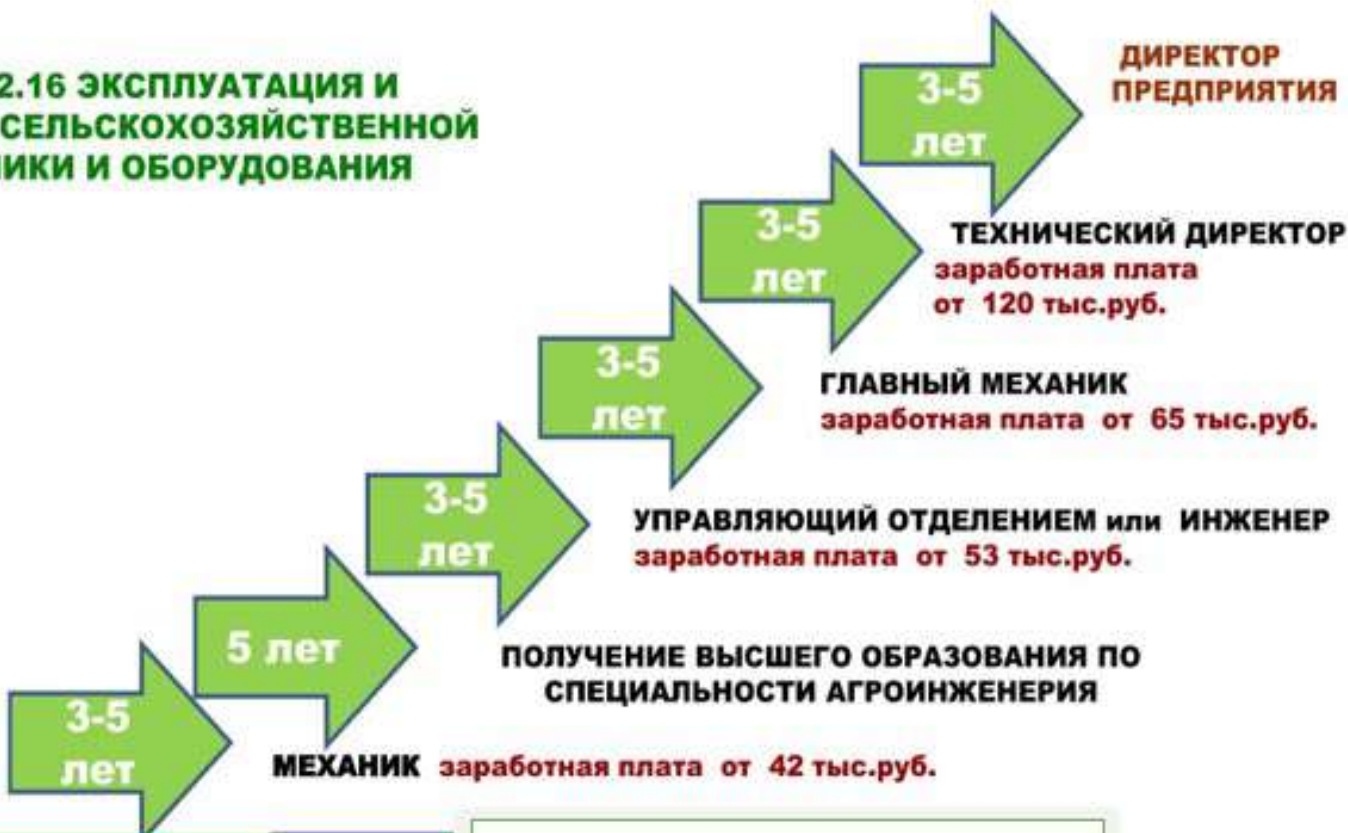 2.16 ЭКСПЛУАТАЦИЯ И
СЕЛЬСКОХОЗЯЙСТВЕННОЙ
ИКИ И ОБОРУДОВАНИЯ
3-5
лет
ДИРЕКТОР
ПРЕДПРИЯТИЯ
3-5
лет
ТЕХНИЧЕСКИЙ ДИРЕКТОР
заработная плата
от 120 тыс.руб.
3-5
лет
ГЛАВНЫЙ МЕХАНИК
заработная плата от 65 тыс.руб.
3-5
лет
УПРАВЛЯЮЩИЙ ОТДЕЛЕНИЕМ или ИНЖЕНЕР
заработная плата от 53 тыс.руб.
5 лет
ПОЛУЧЕНИЕ ВЫСШЕГО ОБРАЗОВАНИЯ ПО
СПЕЦИАЛЬНОСТИ АГРОИНЖЕНЕРИЯ
3-5
лет
МЕХАНИК заработная плата от 42 тыс.руб.